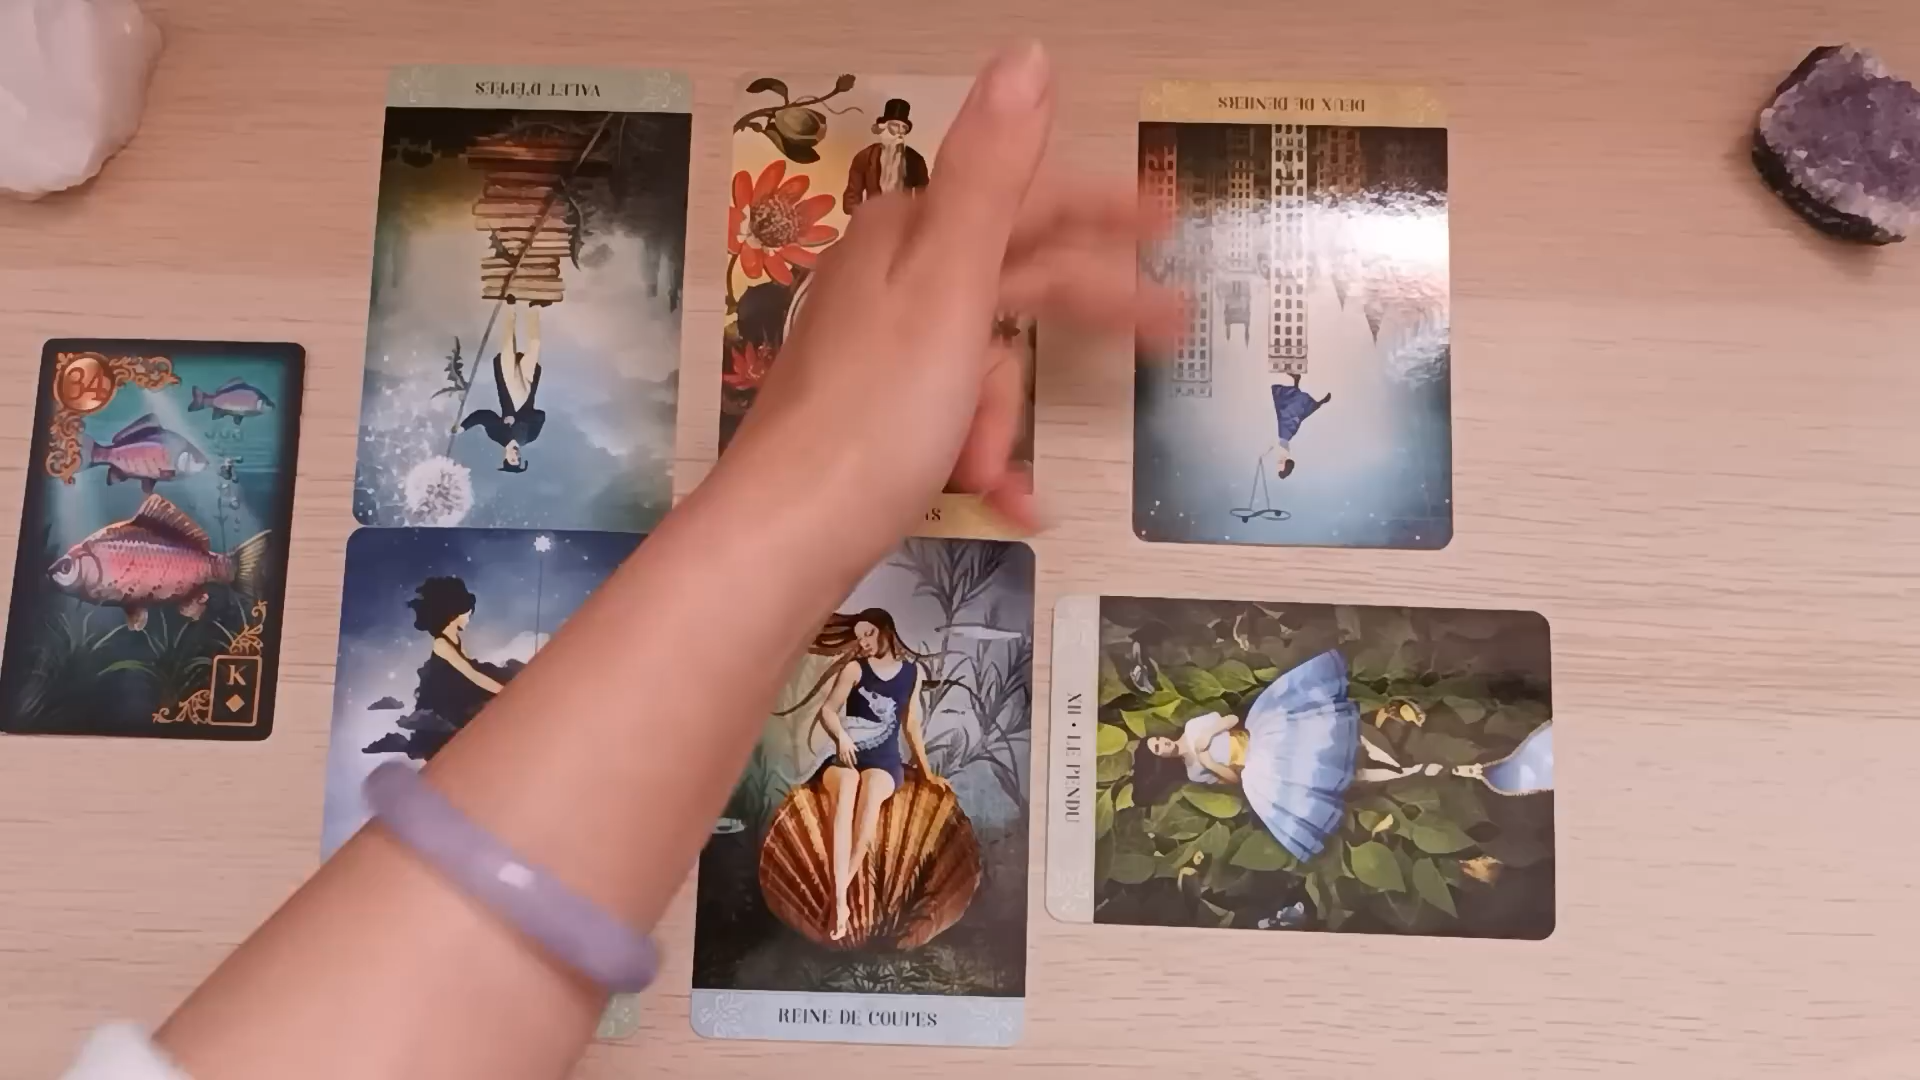 VALET D'ÉPÉES
DEUX DE DENIERS
34
K
XII • LE PENDU
REINE DE COUPES